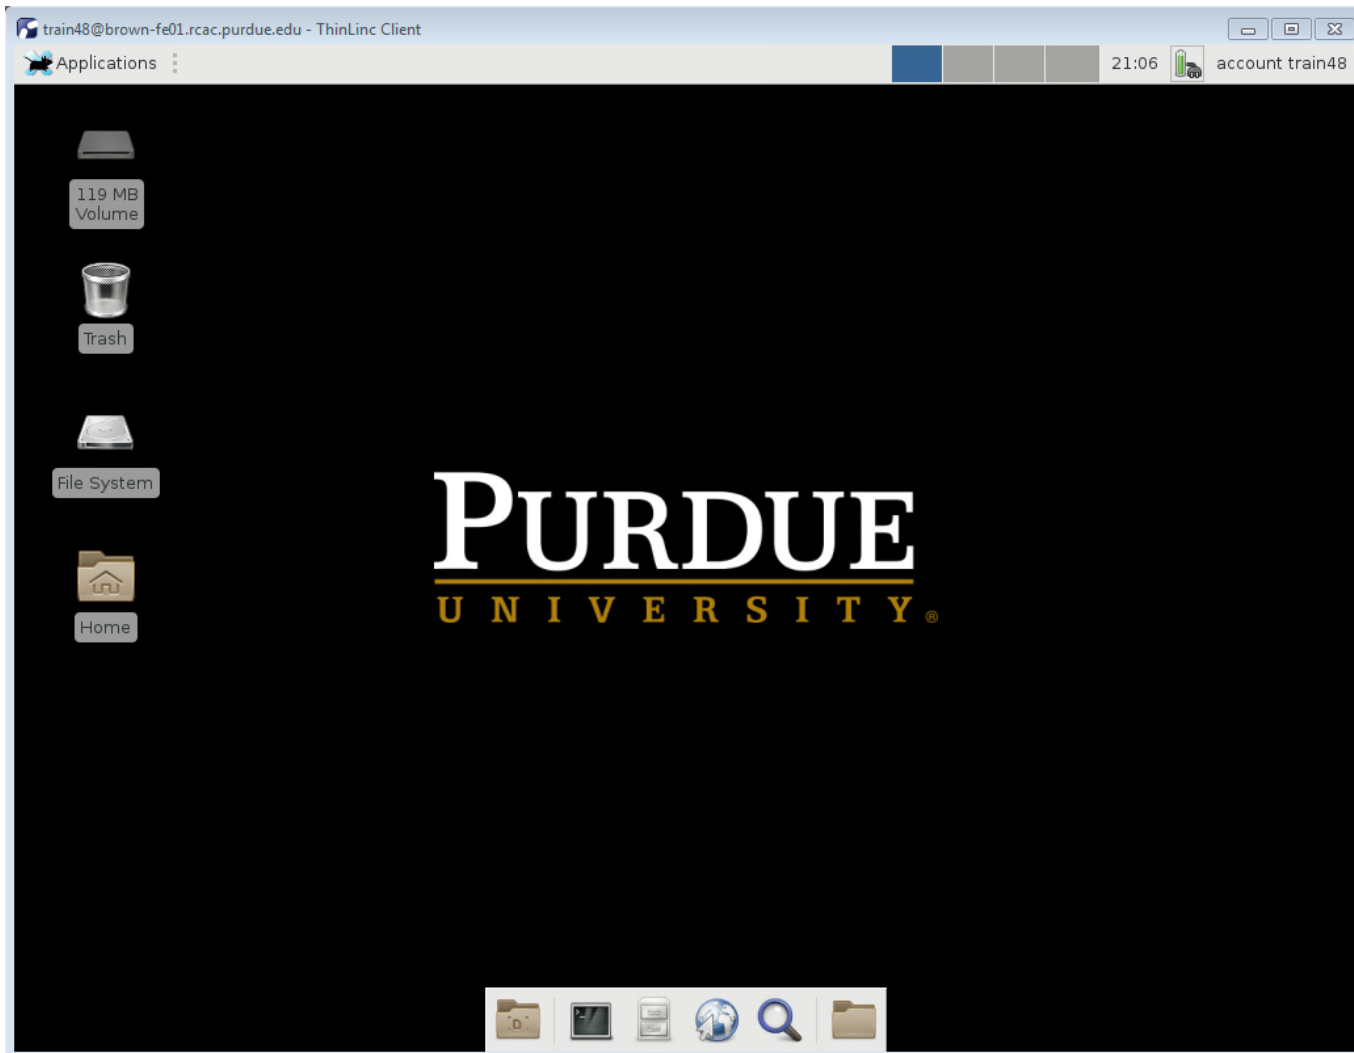 train48@brown-fe01.rcac.purdue.edu - ThinLinc Client
Applications
21:06
account train48
119 MB
Volume
Trash
File System
Home
PURDUE
UNIVERSITY®